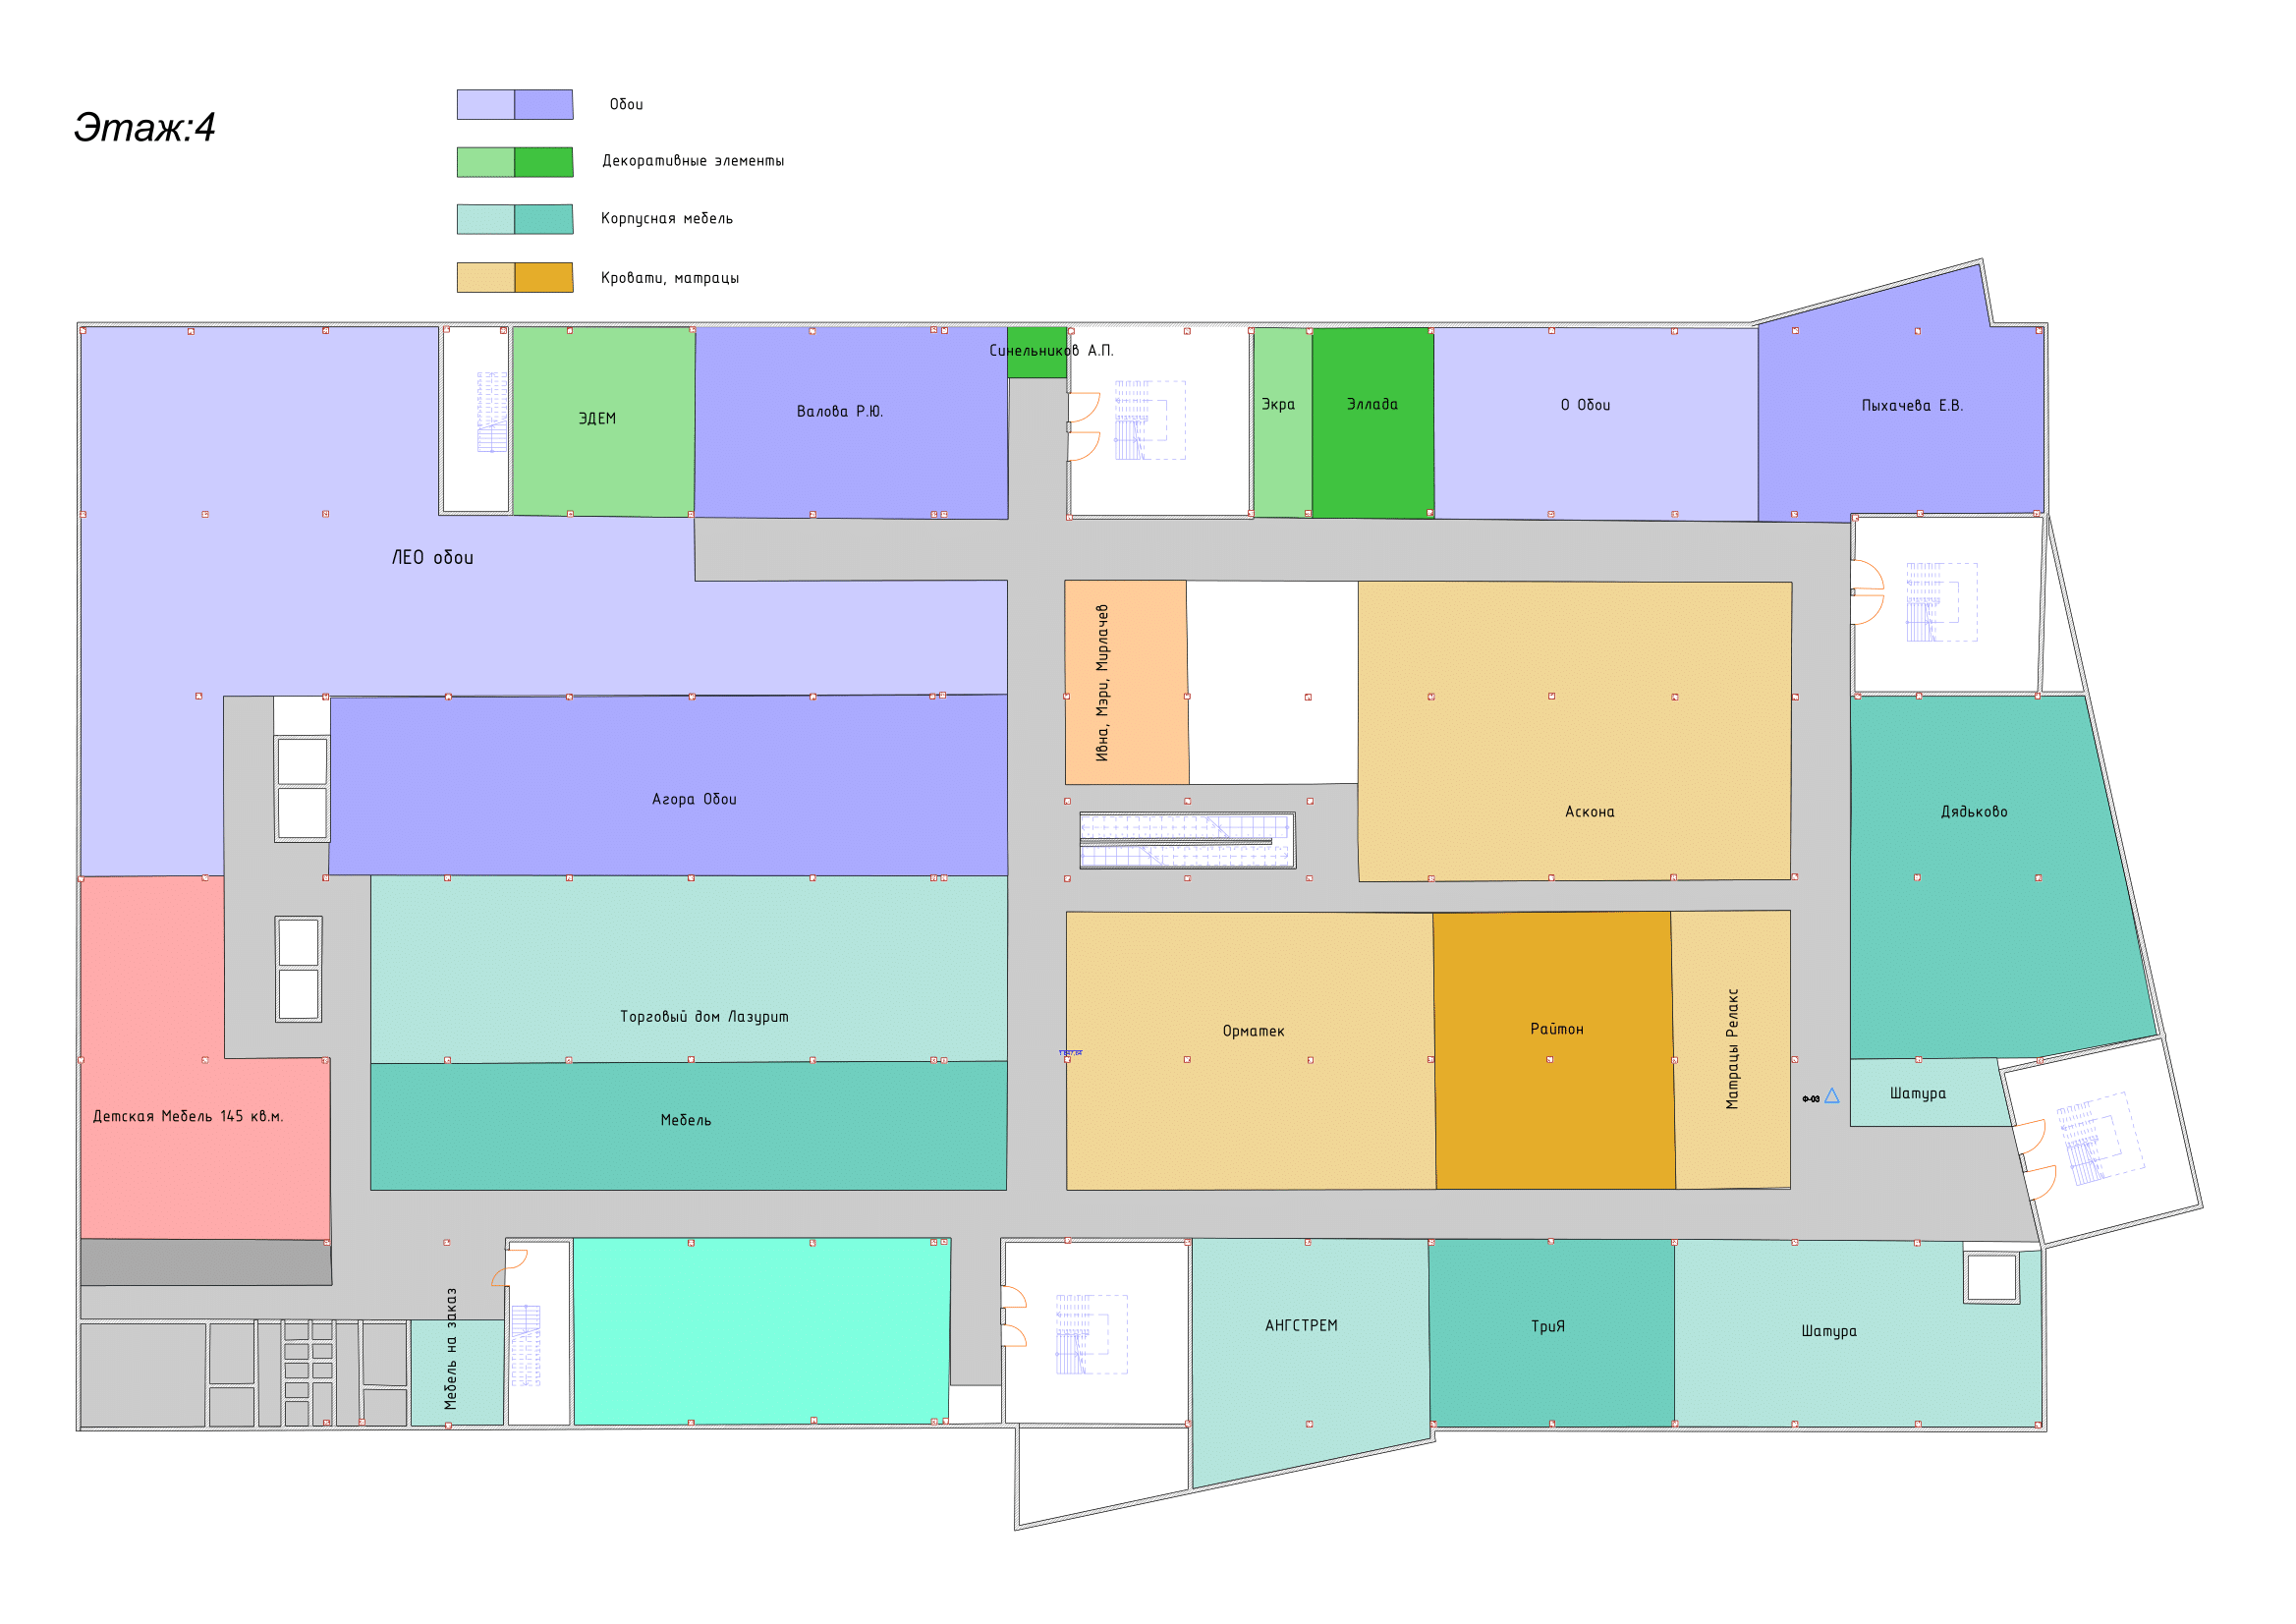 Этаж:4
Обои
Декоративные элементы
Корпусная мебель
Кровати, матрацы
Синельников А.П.
ЭДЕМ
Валова Р.Ю.
Экра
Эллада
О Обои
Пыхачева Е.В.
ЛЕО обои
Ивна, Мэри, Мирлачев
Агора Обои
Аскона
Дядьково
Торговый дом Лазурит
Орматек
Райтон
Матрацы Релакс
Шатура
Ф-03
Детская Мебель 145 кв.м.
Мебель
Мебель на заказ
АНГСТРЕМ
ТриЯ
Шатура